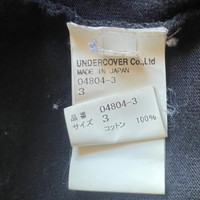 UNDERCOVER Co.,Ltd
MADE IN JAPAN
04804-3
3
品番 04804-3
サイズ 3
コットン 100%